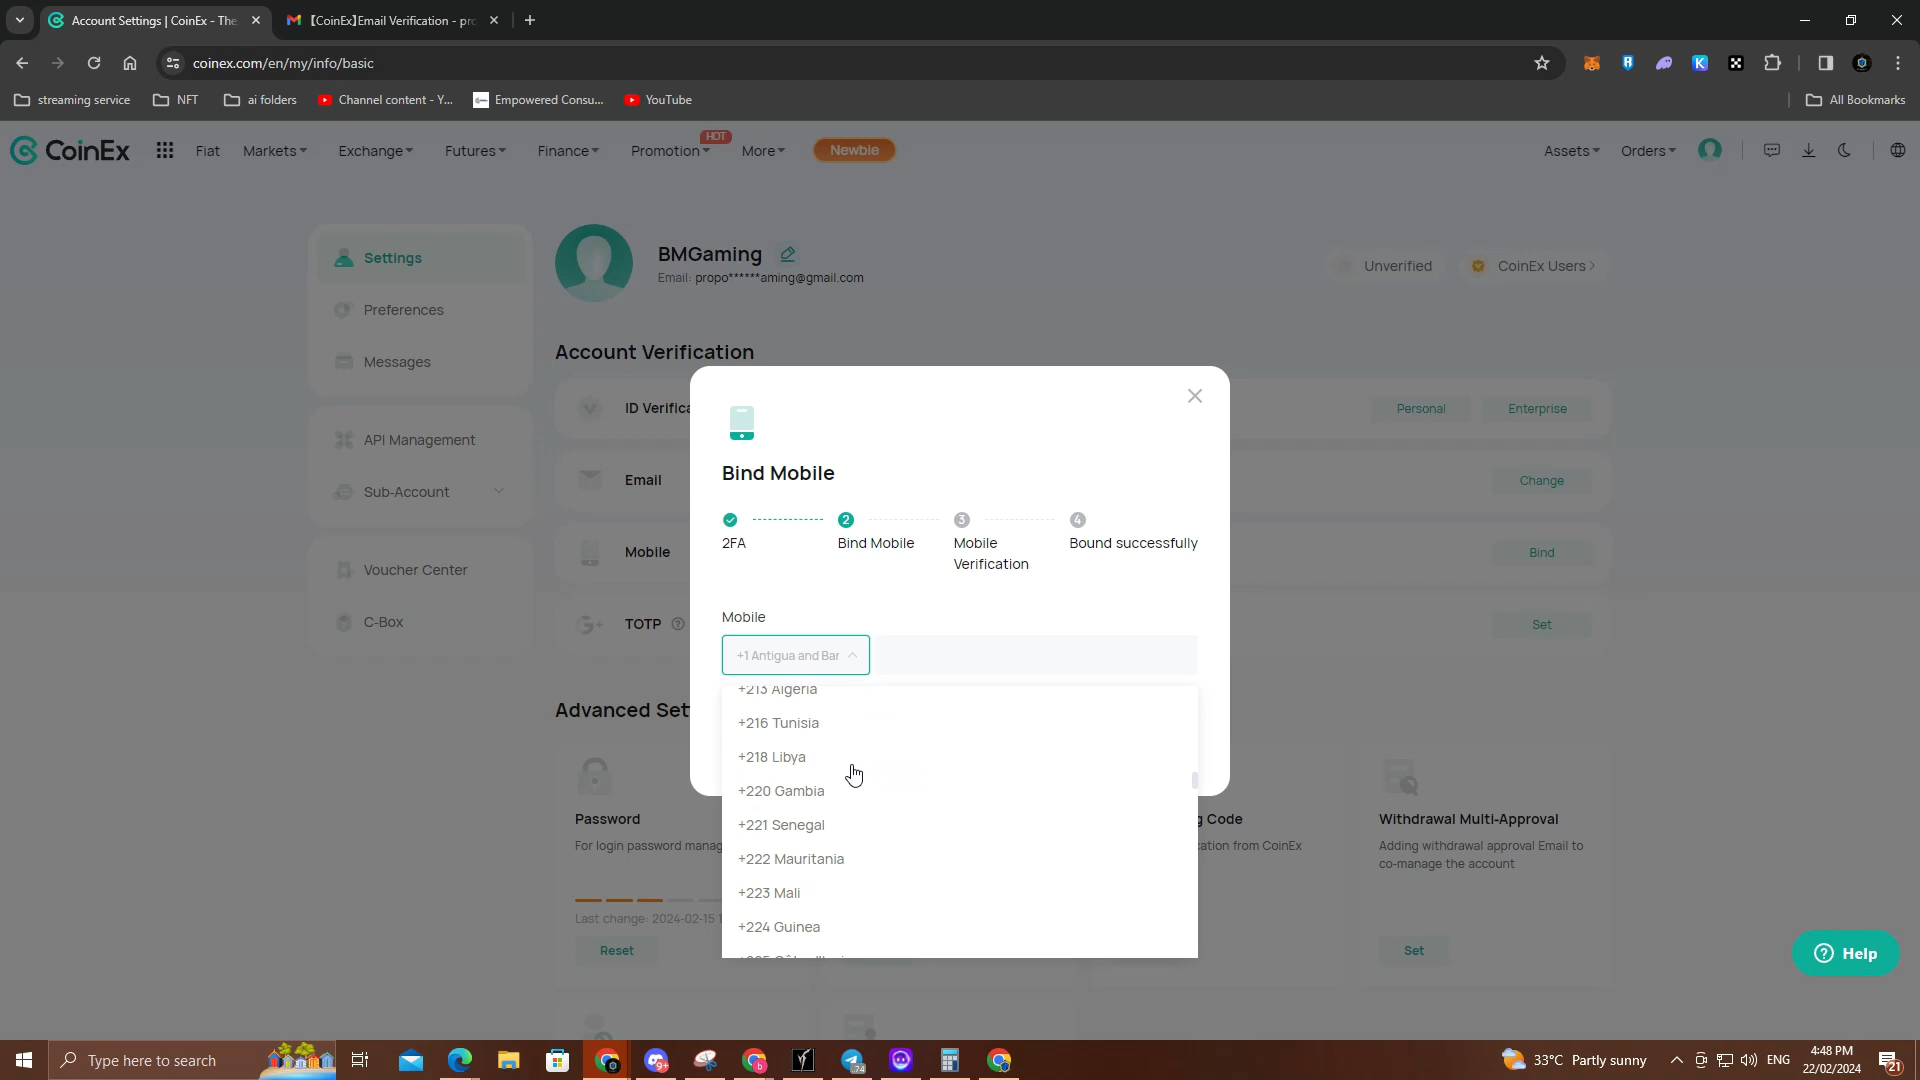 Account Settings | CoinEx - The
【CoinEx】Email Verification - pro
coinex.com/en/my/info/basic
streaming service
NFT
ai folders
Channel content - Y...
Empowered Consu...
YouTube
All Bookmarks
CoinEx
Fiat
Markets
Exchange
Futures
Finance
Promotion
HOT
More
Newbie
Assets
Orders
Settings
Preferences
Messages
API Management
Sub-Account
Voucher Center
C-Box
BMGaming
Email: propo******aming@gmail.com
Unverified
CoinEx Users
Account Verification
ID Verifica
Personal
Enterprise
Email
Change
Mobile
Bind
TOTP
Set
Bind Mobile
2
3
4
2FA
Bind Mobile
Mobile
Verification
Bound successfully
Mobile
+1 Antigua and Bar
+213 Algeria
+216 Tunisia
+218 Libya
+220 Gambia
+221 Senegal
+222 Mauritania
+223 Mali
+224 Guinea
Advanced Set
Password
For login password manag
Last change: 2024-02-15 1
Reset
g Code
cation from CoinEx
Withdrawal Multi-Approval
Adding withdrawal approval Email to
co-manage the account
Set
Help
Type here to search
9+
74
33°C Partly sunny
ENG
4:48 PM
22/02/2024
21